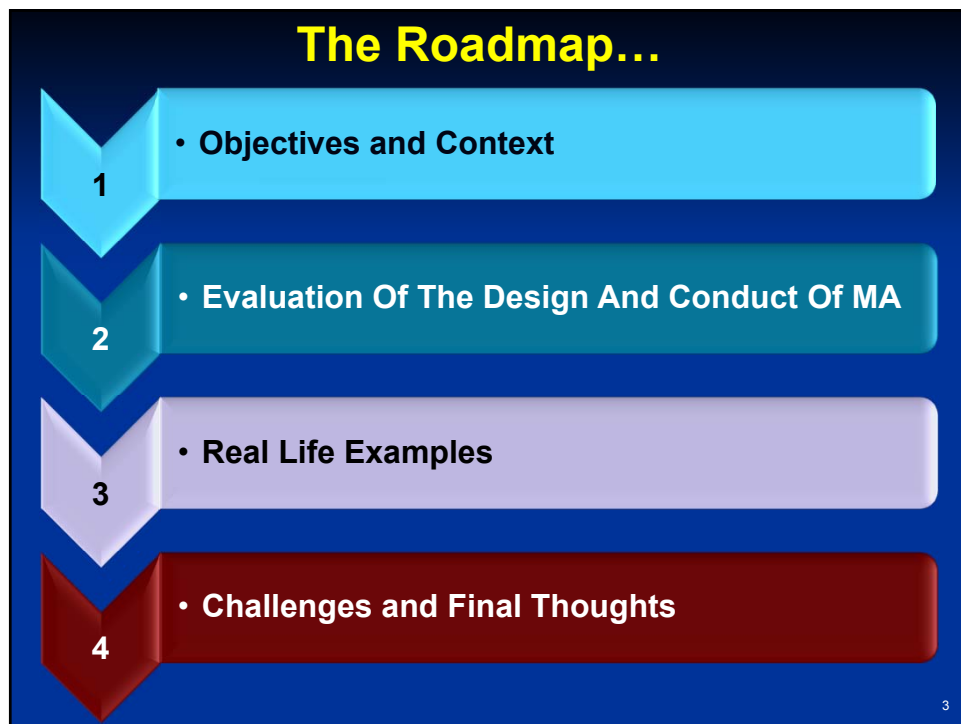 The Roadmap…
1
• Objectives and Context
2
• Evaluation Of The Design And Conduct Of MA
3
• Real Life Examples
4
• Challenges and Final Thoughts
3